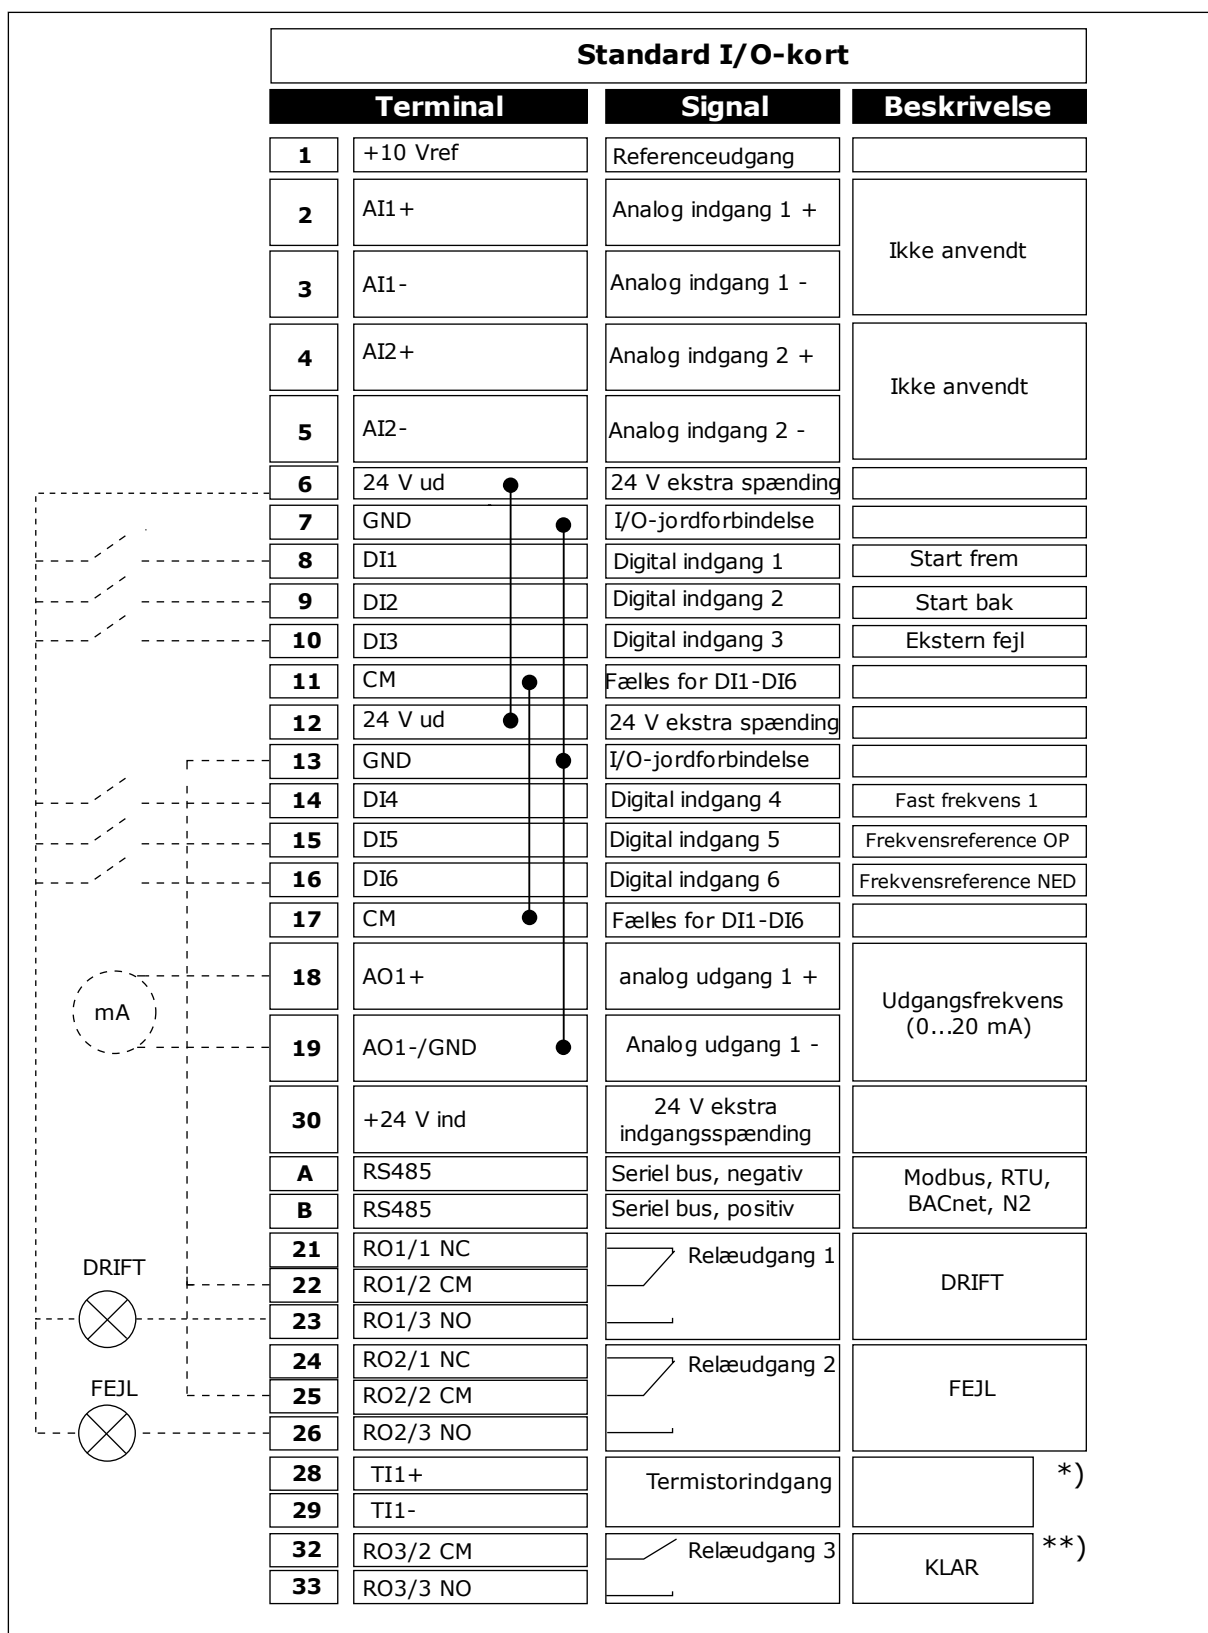 Standard I/O-kort
Terminal Signal Beskrivelse
1 +10 Vref Referenceudgang
2 AI1+ Analog indgang 1 +
Ikke anvendt
3 AI1- Analog indgang 1 -
4 AI2+ Analog indgang 2 +
Ikke anvendt
5 AI2- Analog indgang 2 -
6 24 V ud 24 V ekstra spænding
7 GND I/O-jordforbindelse
8 DI1 Digital indgang 1 Start frem
9 DI2 Digital indgang 2 Start bak
10 DI3 Digital indgang 3 Ekstern fejl
11 CM Fælles for DI1-DI6
12 24 V ud 24 V ekstra spænding
13 GND I/O-jordforbindelse
14 DI4 Digital indgang 4 Fast frekvens 1
15 DI5 Digital indgang 5 Frekvensreference OP
16 DI6 Digital indgang 6 Frekvensreference NED
17 CM Fælles for DI1-DI6
18 AO1+ analog udgang 1 +
mA
Udgangsfrekvens
(0...20 mA)
19 AO1-/GND Analog udgang 1 -
30 +24 V ind 24 V ekstra
indgangsspænding
A RS485 Seriel bus, negativ
Modbus, RTU,
BACnet, N2
B RS485 Seriel bus, positiv
21 RO1/1 NC Relæudgang 1
DRIFT
22 RO1/2 CM DRIFT
23 RO1/3 NO
24 RO2/1 NC Relæudgang 2
FEJL
25 RO2/2 CM FEJL
26 RO2/3 NO
28 TI1+ Termistorindgang *)
29 TI1-
32 RO3/2 CM Relæudgang 3 **)
KLAR
33 RO3/3 NO